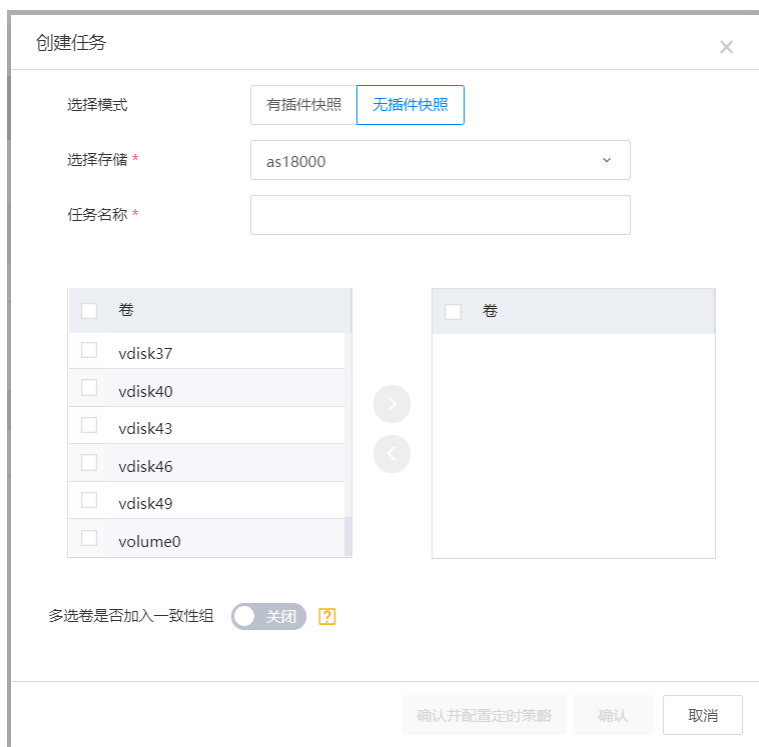 创建任务
选择模式 有插件快照 无插件快照
选择存储 * as18000
任务名称 *
卷 卷
vdisk37
vdisk40
vdisk43
vdisk46
vdisk49
volume0
多选卷是否加入一致性组 关闭 ?
确认并配置定时策略 确认 取消